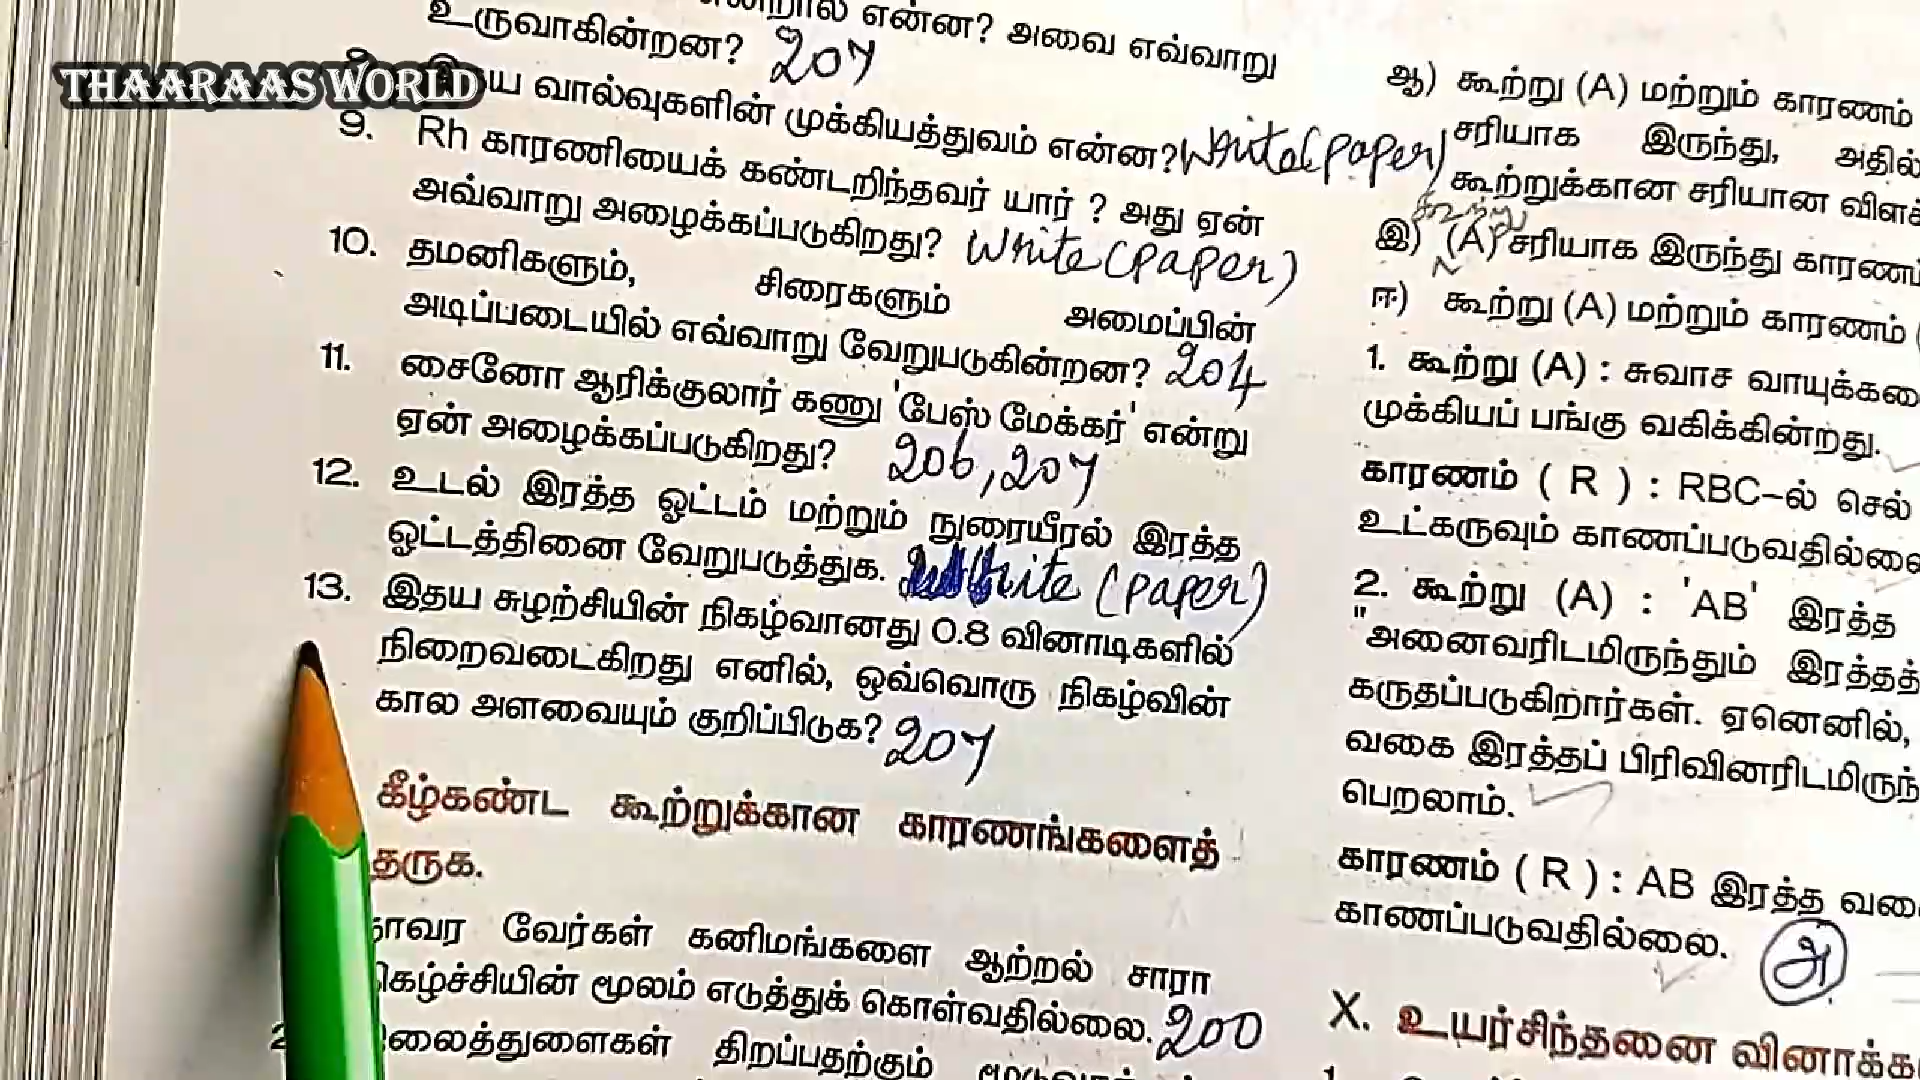 என்ன? அவை எவ்வாறு
உருவாகின்றன? 207
THAARAAS WORLD
வால்வுகளின் முக்கியத்துவம் என்ன? Write (paper)
9. Rh காரணியைக் கண்டறிந்தவர் யார் ? அது ஏன்
அவ்வாறு அழைக்கப்படுகிறது? Write (paper)
10. தமனிகளும், சிரைகளும் அமைப்பின்
அடிப்படையில் எவ்வாறு வேறுபடுகின்றன? 204
11. சைனோ ஆரிக்குலார் கணு 'பேஸ் மேக்கர்' என்று
ஏன் அழைக்கப்படுகிறது? 206, 207
12. உடல் இரத்த ஓட்டம் மற்றும் நுரையீரல் இரத்த
ஓட்டத்தினை வேறுபடுத்துக. Write (paper)
13. இதய சுழற்சியின் நிகழ்வானது 0.8 வினாடிகளில்
நிறைவடைகிறது எனில், ஒவ்வொரு நிகழ்வின்
கால அளவையும் குறிப்பிடுக? 207
கீழ்கண்ட கூற்றுக்கான காரணங்களைத்
தருக.
வேர்கள் கனிமங்களை ஆற்றல் சாரா
மூலம் எடுத்துக் கொள்வதில்லை. 200
திறப்பதற்கும்
ஆ) கூற்று (A) மற்றும் காரணம்
சரியாக இருந்து, அதில்
கூற்றுக்கான சரியான
கூற்று
இ) (A) சரியாக இருந்து காரணம்
ஈ) கூற்று (A) மற்றும் காரணம்
1. கூற்று (A) : சுவாச
முக்கியப் பங்கு வகிக்கின்றது.
காரணம் ( R ) : RBC-ல் செல்
உட்கருவும் காணப்படுவதில்லை
2. கூற்று (A) : 'AB' இரத்த
"அனைவரிடமிருந்தும்
கருதப்படுகிறார்கள். ஏனெனில்,
வகை இரத்தப்
பெறலாம்.
காரணம் ( R ) : AB இரத்த
காணப்படுவதில்லை. அ
X. உயர்சிந்தனை